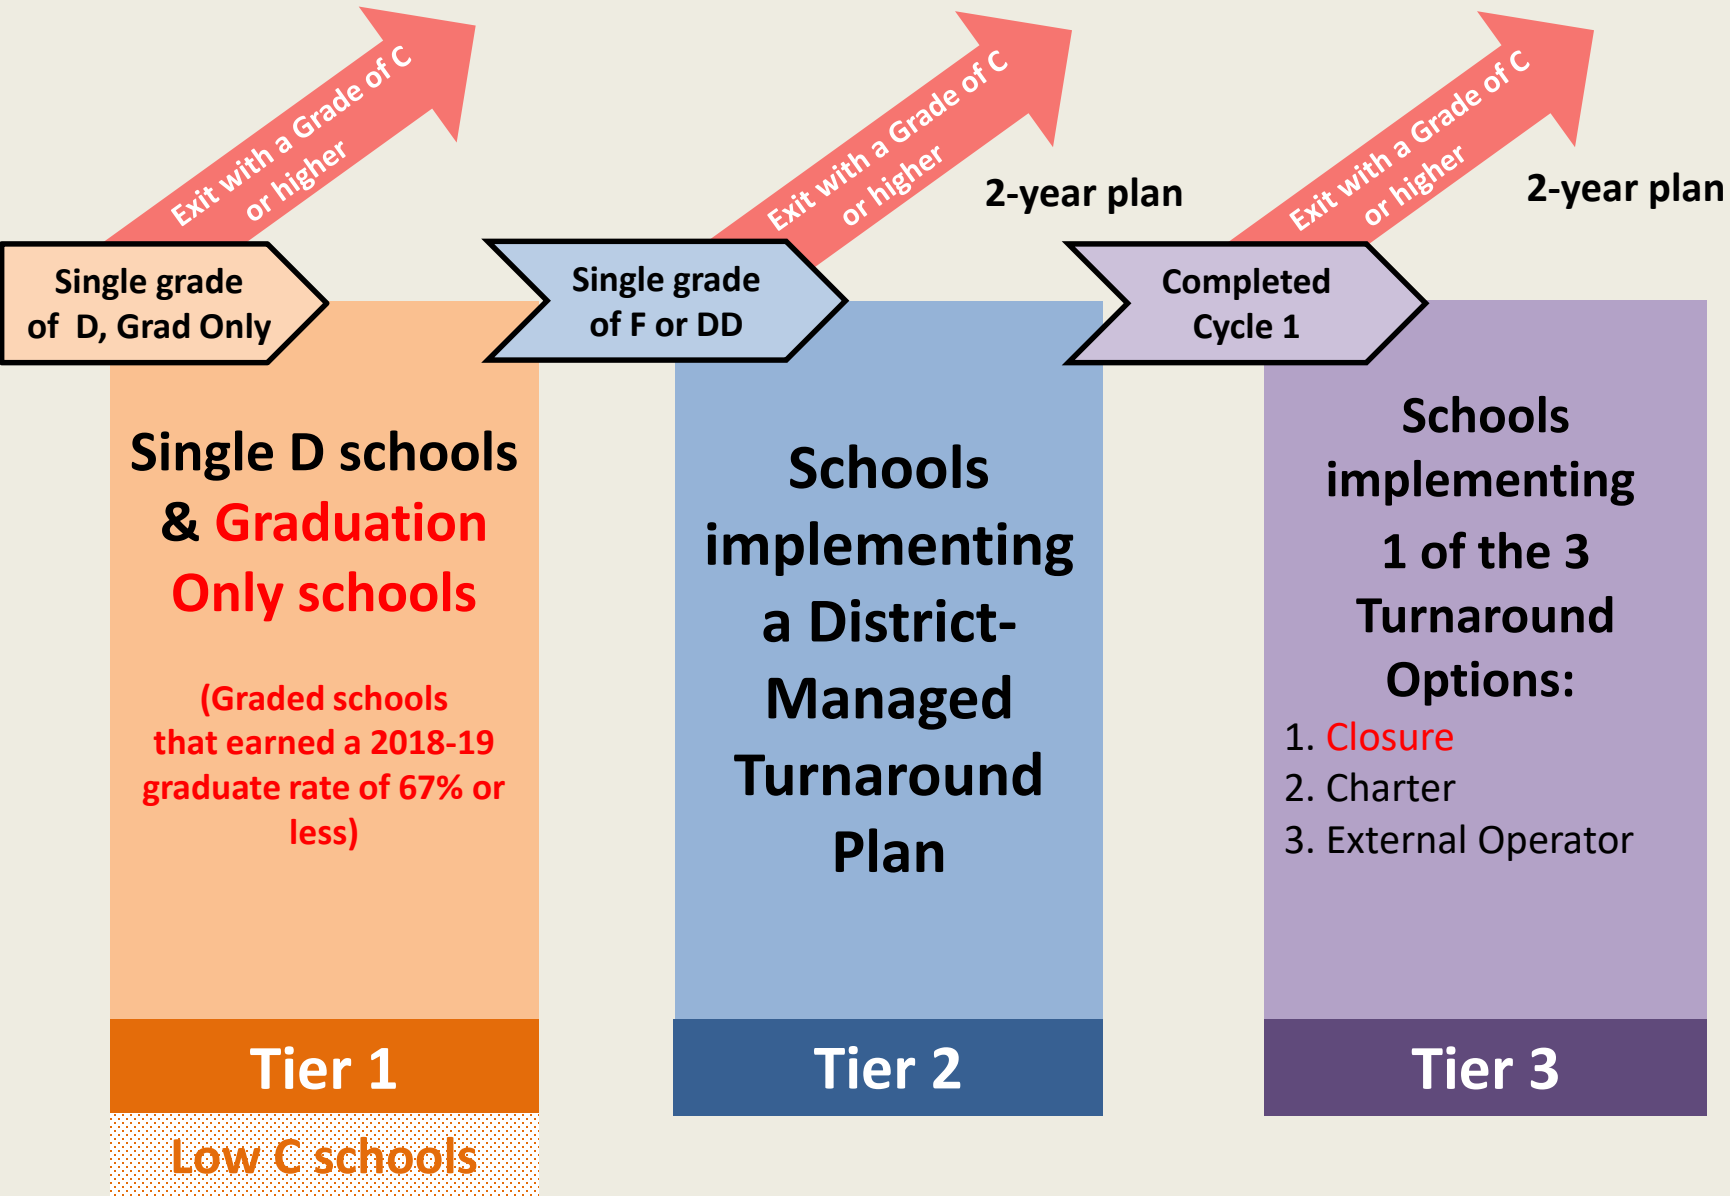 Exit with a Grade of C
or higher
Single grade
of D, Grad Only
Single D schools
& Graduation
Only schools
(Graded schools
that earned a 2018-19
graduate rate of 67% or
less)
Tier 1
Low C schools
Exit with a Grade of C
or higher
2-year plan
Single grade
of F or DD
Schools
implementing
a District-
Managed
Turnaround
Plan
Tier 2
Exit with a Grade of C
or higher
2-year plan
Completed
Cycle 1
Schools
implementing
1 of the 3
Turnaround
Options:
1. Closure
2. Charter
3. External Operator
Tier 3